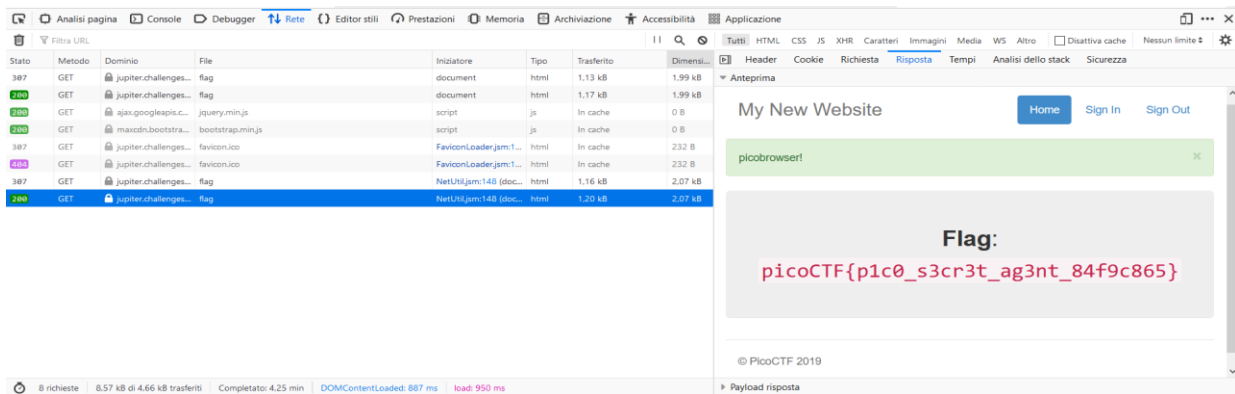 Analisi pagina Console Debugger Rete Editor stili Prestazioni Memoria Archiviazione Accessibilità Applicazione
Filtra URL
Tutti HTML CSS JS XHR Caratteri Immagini Media WS Altro Disattiva cache Nessun limite
Stato Metodo Dominio File Iniziatore Tipo Trasferito Dimensi...
307 GET jupiter.challenges... flag document html 1,13 kB 1,99 kB
200 GET jupiter.challenges... flag document html 1,17 kB 1,99 kB
200 GET ajax.googleapis.c... jquery.min.js script js In cache 0 B
200 GET maxcdn.bootstra... bootstrap.min.js script js In cache 0 B
307 GET jupiter.challenges... favicon.ico FaviconLoader.jsm:1... html In cache 232 B
404 GET jupiter.challenges... favicon.ico FaviconLoader.jsm:1... html In cache 232 B
307 GET jupiter.challenges... flag NetUtil.jsm:148 (doc... html 1,16 kB 2,07 kB
200 GET jupiter.challenges... flag NetUtil.jsm:148 (doc... html 1,20 kB 2,07 kB
8 richieste 8,57 kB di 4,66 kB trasferiti Completato: 4,25 min DOMContentLoaded: 887 ms load: 950 ms
Header Cookie Richiesta Risposta Tempi Analisi dello stack Sicurezza
Anteprima
My New Website Home Sign In Sign Out
picobrowser! ×
Flag:
picoCTF{p1c0_s3cr3t_ag3nt_84f9c865}
© PicoCTF 2019
Payload risposta